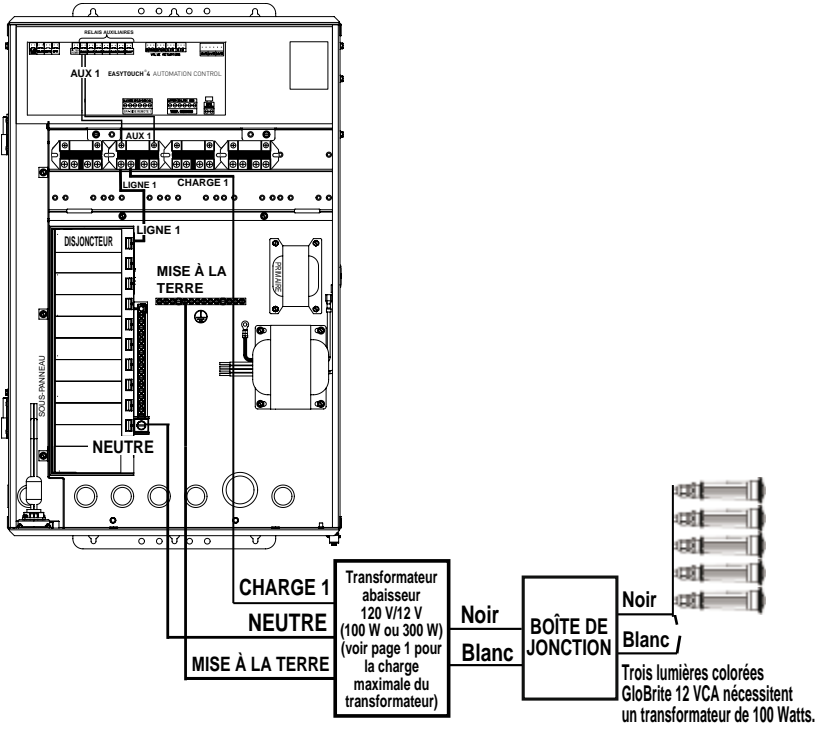 RELAIS AUXILIAIRES
AUX 1 EASYTOUCH®4 AUTOMATION CONTROL
AUX 1
LIGNE 1
CHARGE 1
LIGNE 1
DISJONCTEUR
MISE À LA
TERRE
PRIMAIRE
SOUS-PANNEAU
NEUTRE
CHARGE 1
NEUTRE
MISE À LA TERRE
Transformateur
abaisseur
120 V/12 V
(100 W ou 300 W)
(voir page 1 pour
la charge
maximale du
transformateur)
Noir
Blanc
BOÎTE DE
JONCTION
Noir
Blanc
Trois lumières colorées
GloBrite 12 VCA nécessitent
un transformateur de 100 Watts.